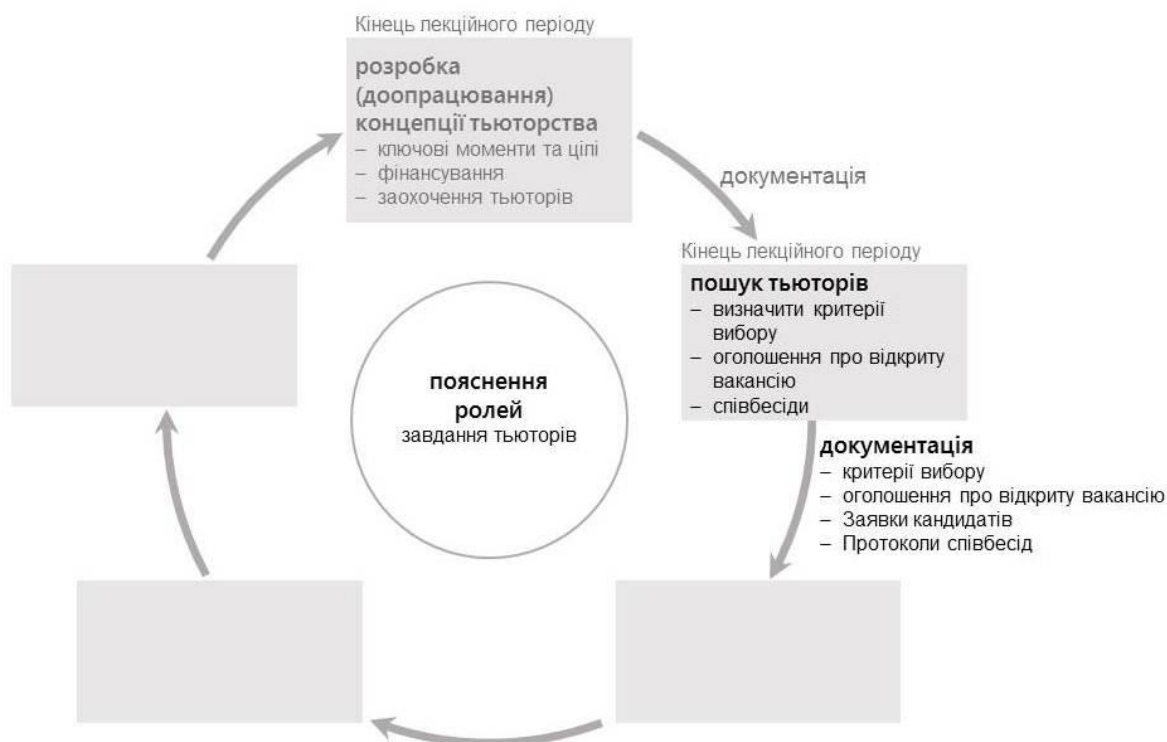 Кінець лекційного періоду
розробка
(доопрацювання)
концепції тьюторства
– ключові моменти та цілі
– фінансування
– заохочення тьюторів
документація
Кінець лекційного періоду
пошук тьюторів
– визначити критерії
вибору
– оголошення про відкриту
вакансію
– співбесіди
пояснення
ролей
завдання тьюторів
документація
– критерії вибору
– оголошення про відкриту вакансію
– Заявки кандидатів
– Протоколи співбесід